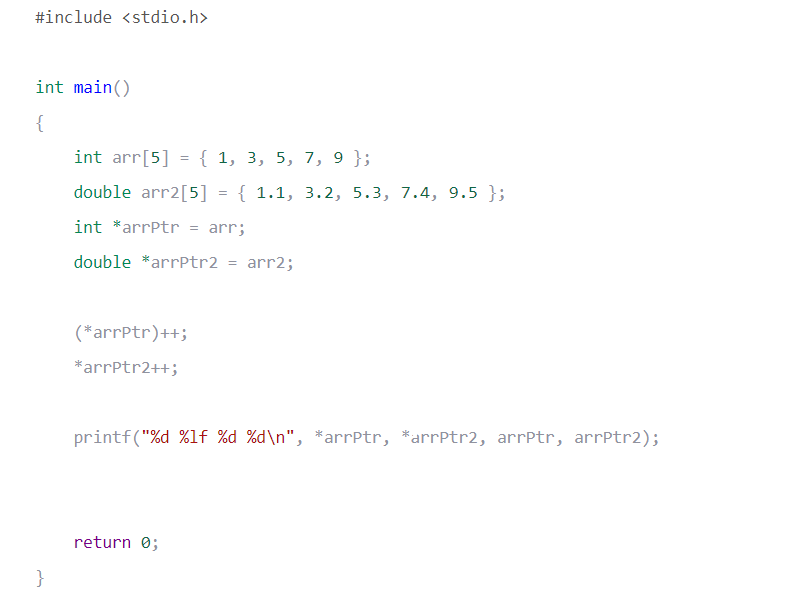 #include <stdio.h>
int main()
{
    int arr[5] = { 1, 3, 5, 7, 9 };
    double arr2[5] = { 1.1, 3.2, 5.3, 7.4, 9.5 };
    int *arrPtr = arr;
    double *arrPtr2 = arr2;
    (*arrPtr)++;
    *arrPtr2++;
    printf("%d %lf %d %d\n", *arrPtr, *arrPtr2, arrPtr, arrPtr2);
    return 0;
}